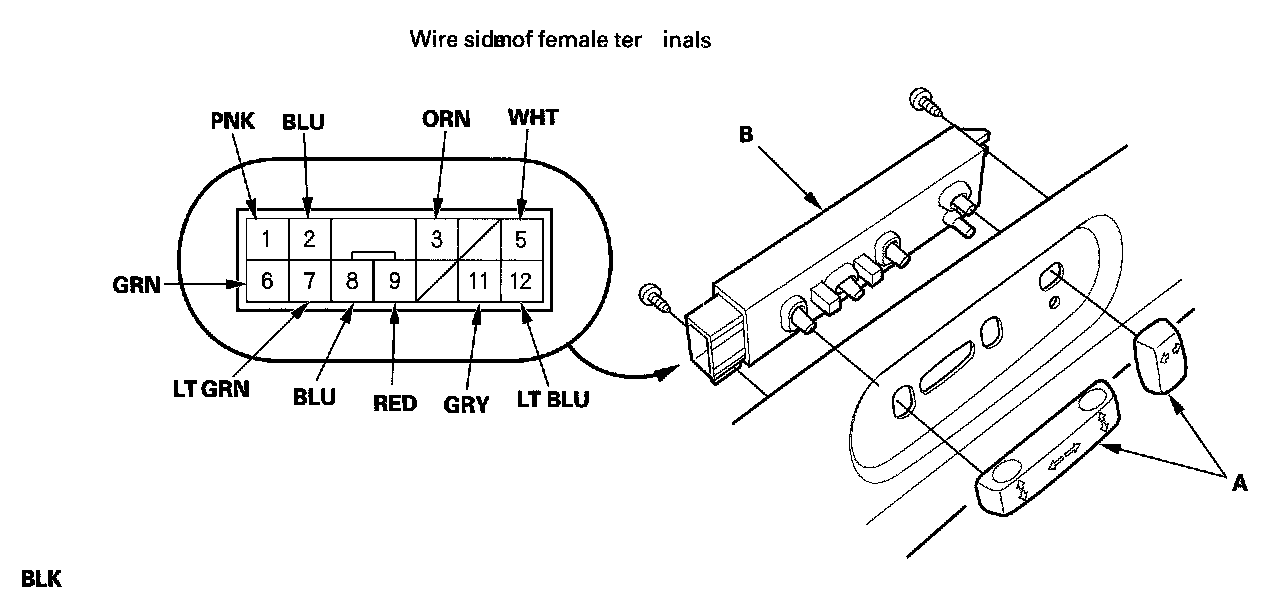 Wire sidemof female ter inals
PNK BLU ORN WHT
B
1 2 3 5
6 7 8 9 11 12
GRN
LT GRN BLU RED GRY LT BLU
A
BLK